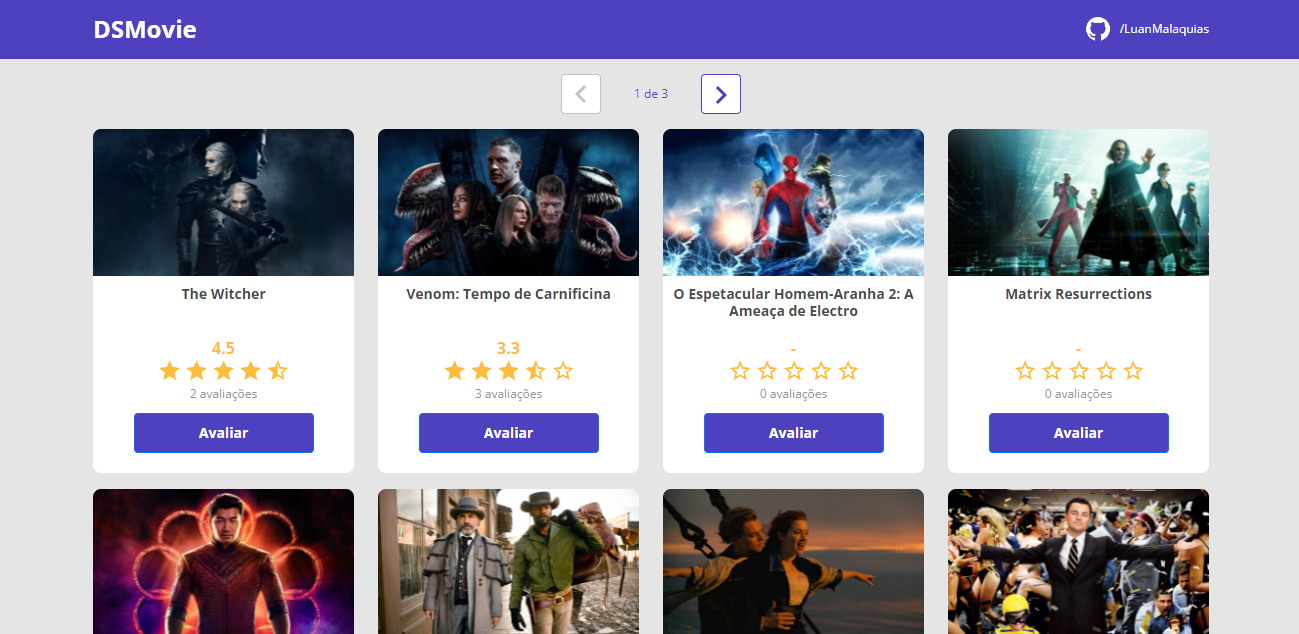 DSMovie
/LuanMalaquias
1 de 3
The Witcher
4.5
2 avaliações
Avaliar
Venom: Tempo de Carnificina
3.3
3 avaliações
Avaliar
O Espetacular Homem-Aranha 2: A
Ameaça de Electro
-
0 avaliações
Avaliar
Matrix Resurrections
-
0 avaliações
Avaliar